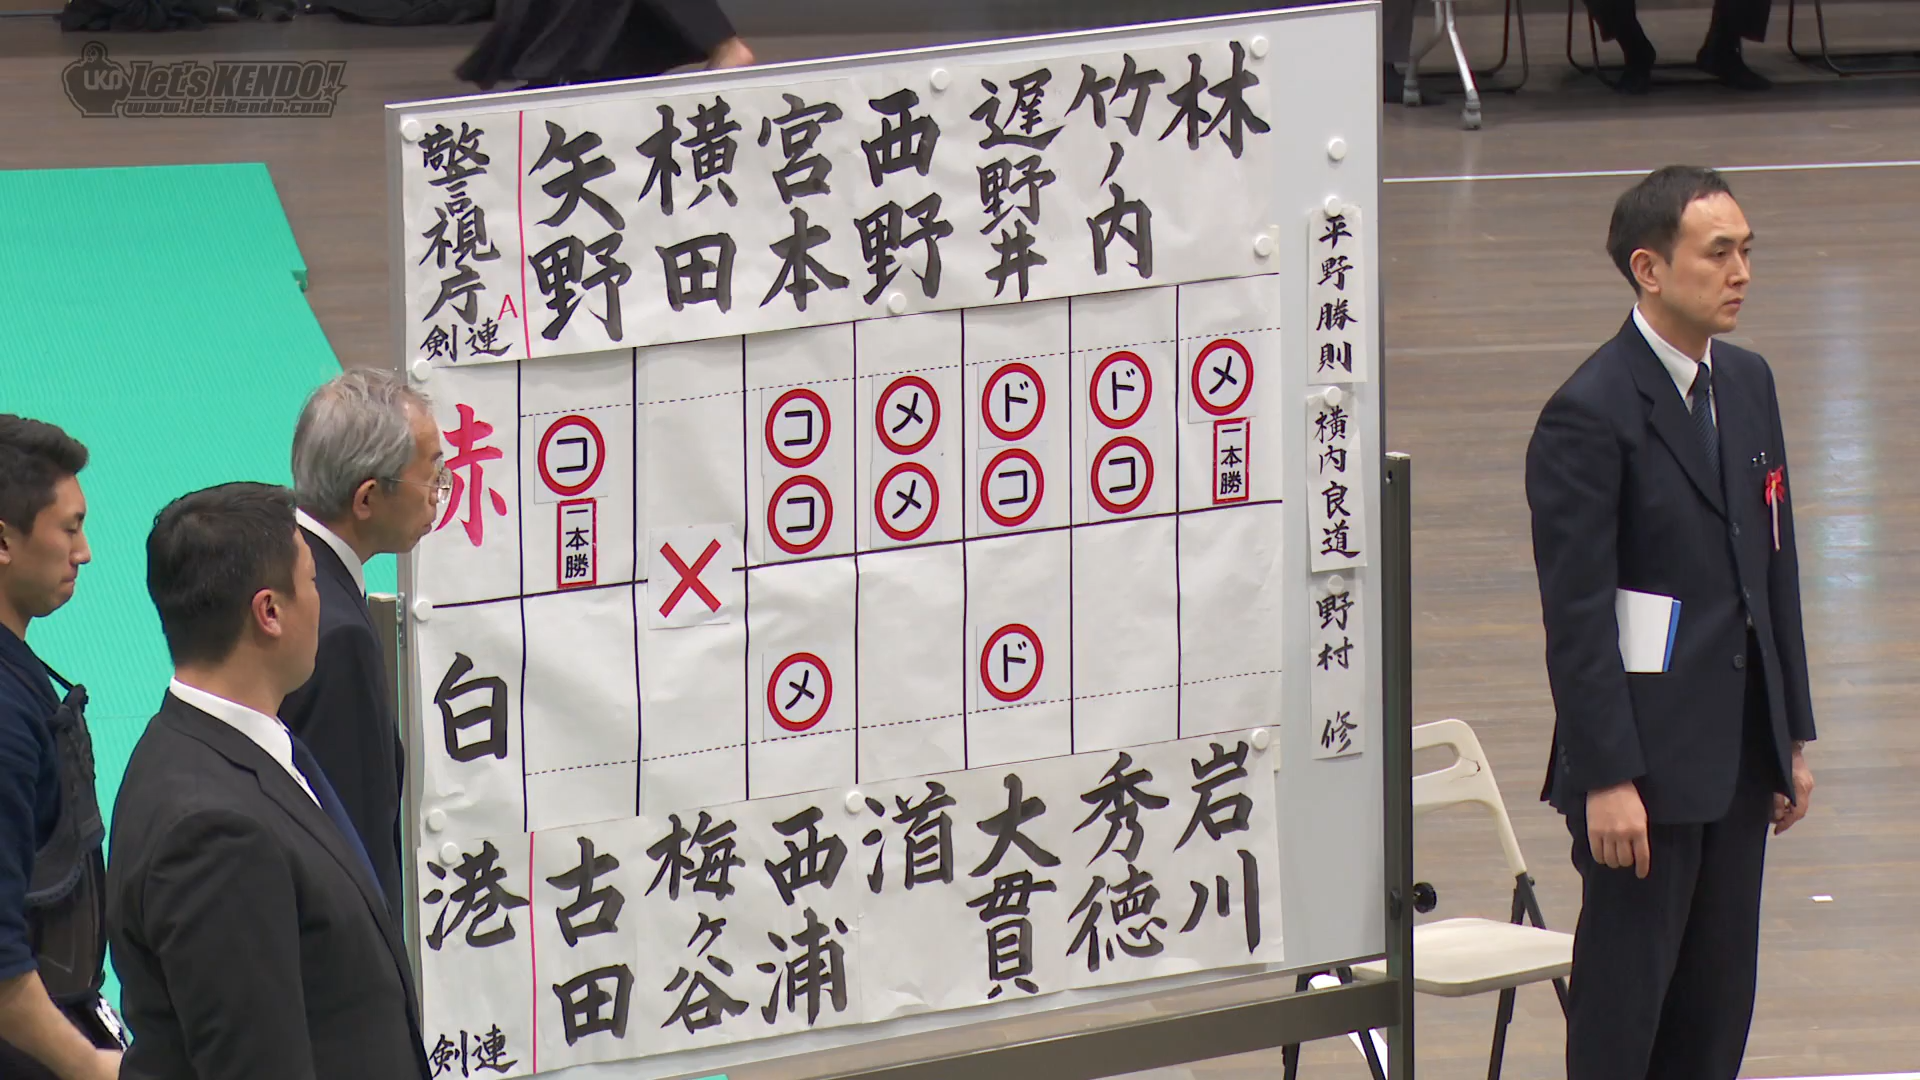 UKN
Let's KENDO!
www.letskendo.com
警視庁
剣連
A
矢野
横田
宮本
西野
遅野井
竹ノ内
林
赤
コ
一本勝
×
コ
コ
メ
メ
ド
コ
ド
コ
メ
一本勝
白
メ
ド
港
剣連
古田
梅ヶ谷
西浦
道
大貫
秀徳
岩川
平野勝則
横内良道
野村 修